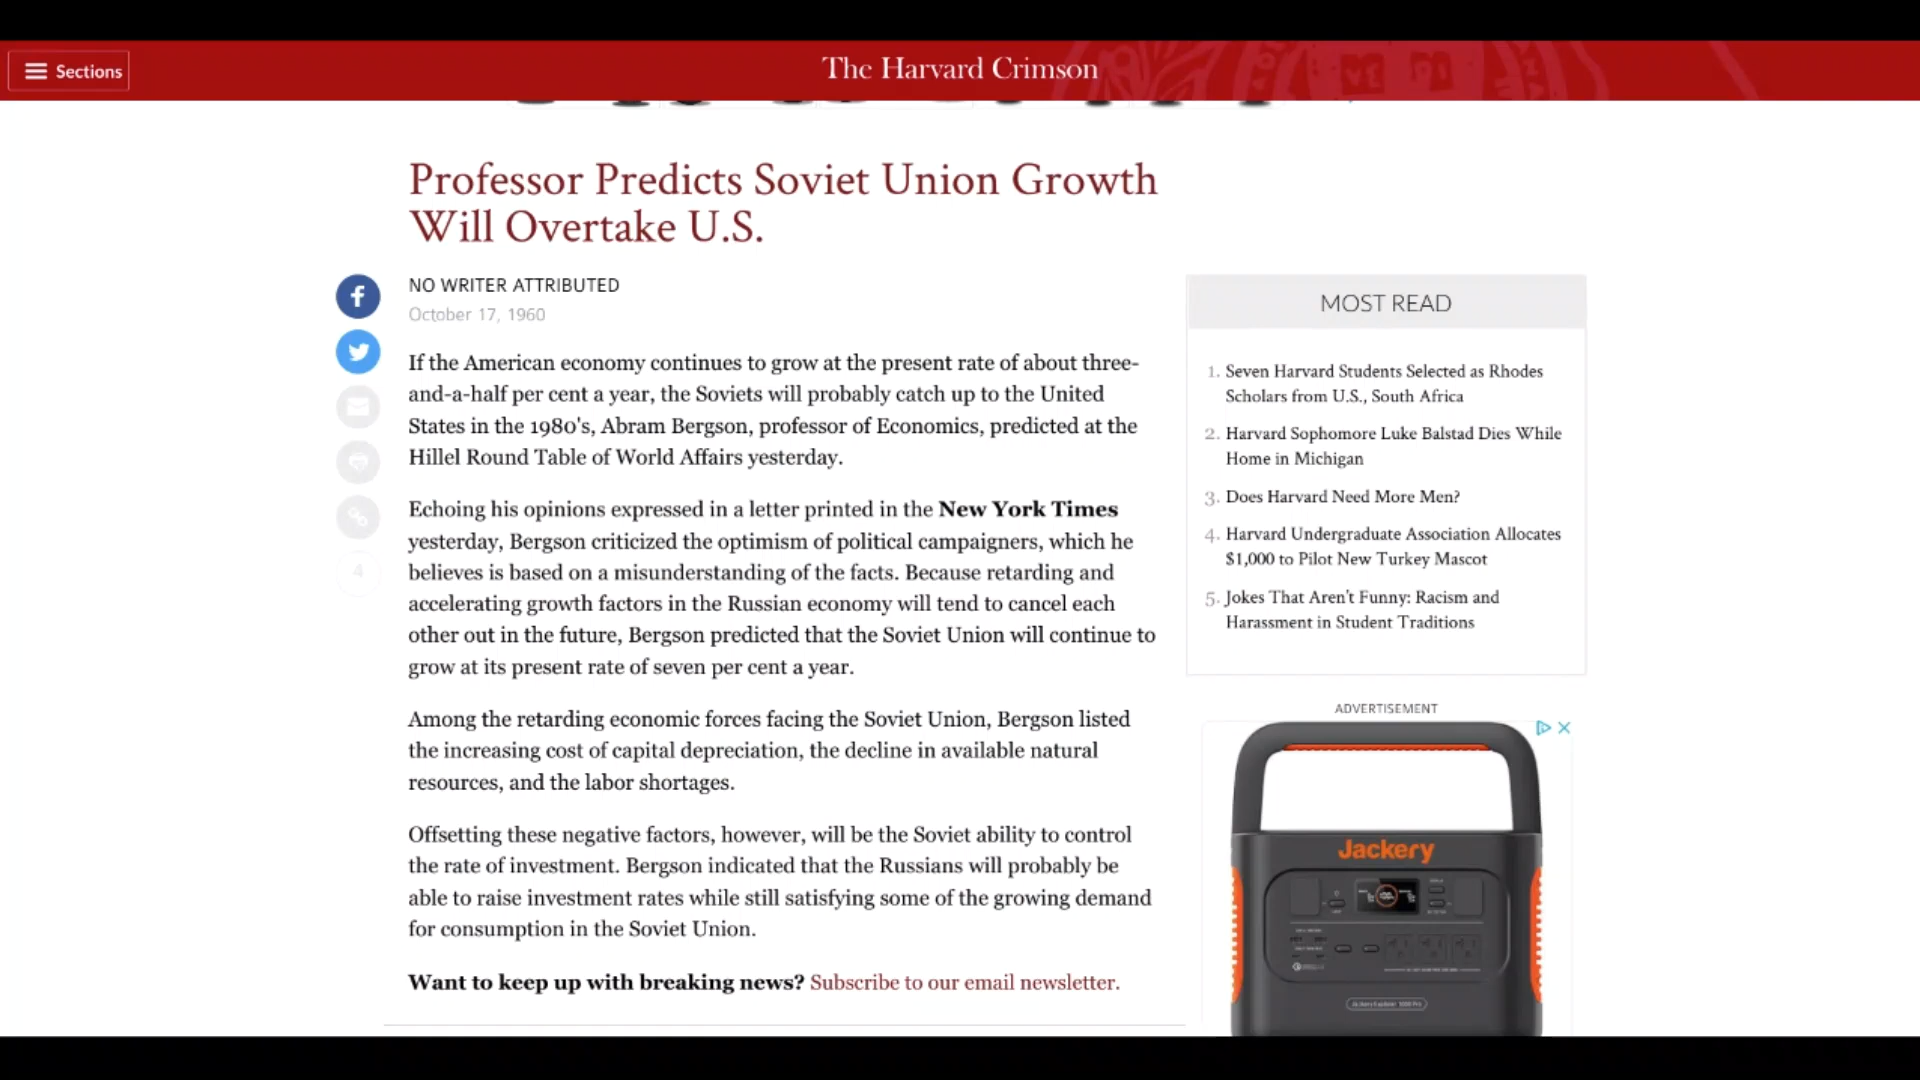 Sections
The Harvard Crimson
Professor Predicts Soviet Union Growth
Will Overtake U.S.
NO WRITER ATTRIBUTED
October 17, 1960
If the American economy continues to grow at the present rate of about three-
and-a-half per cent a year, the Soviets will probably catch up to the United
States in the 1980's, Abram Bergson, professor of Economics, predicted at the
Hillel Round Table of World Affairs yesterday.
Echoing his opinions expressed in a letter printed in the New York Times
yesterday, Bergson criticized the optimism of political campaigners, which he
believes is based on a misunderstanding of the facts. Because retarding and
accelerating growth factors in the Russian economy will tend to cancel each
other out in the future, Bergson predicted that the Soviet Union will continue to
grow at its present rate of seven per cent a year.
Among the retarding economic forces facing the Soviet Union, Bergson listed
the increasing cost of capital depreciation, the decline in available natural
resources, and the labor shortages.
Offsetting these negative factors, however, will be the Soviet ability to control
the rate of investment. Bergson indicated that the Russians will probably be
able to raise investment rates while still satisfying some of the growing demand
for consumption in the Soviet Union.
Want to keep up with breaking news? Subscribe to our email newsletter.
4
MOST READ
1. Seven Harvard Students Selected as Rhodes
Scholars from U.S., South Africa
2. Harvard Sophomore Luke Balstad Dies While
Home in Michigan
3. Does Harvard Need More Men?
4. Harvard Undergraduate Association Allocates
$1,000 to Pilot New Turkey Mascot
5. Jokes That Aren't Funny: Racism and
Harassment in Student Traditions
ADVERTISEMENT
Jackery